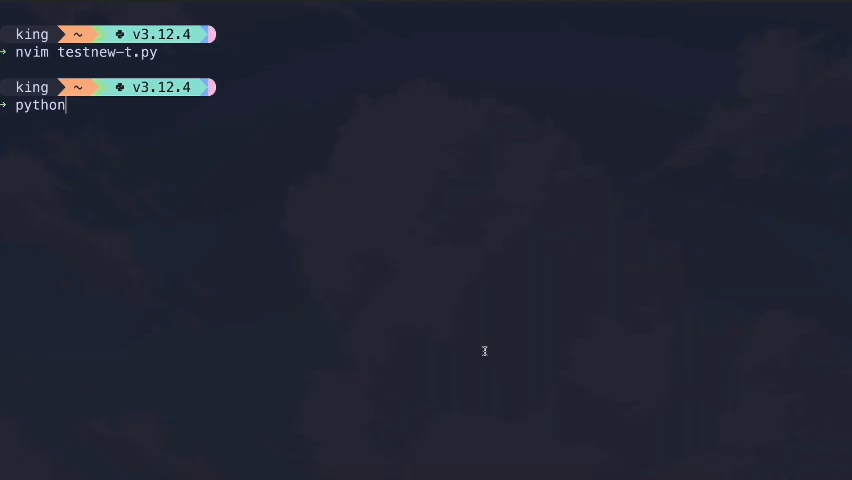 king ~ v3.12.4
→ nvim testnew-t.py
king ~ v3.12.4
→ python